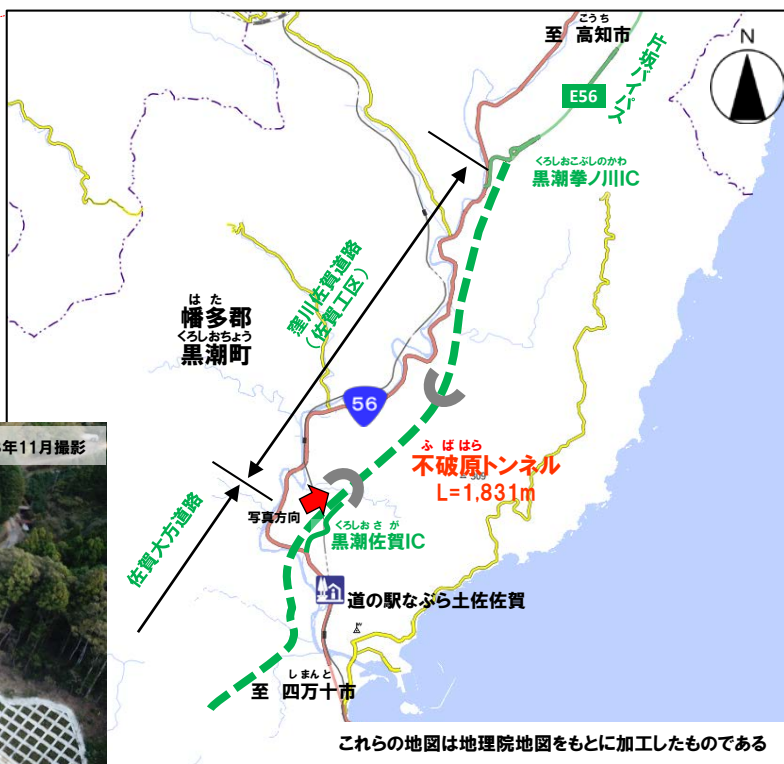 こうち
至 高知市
N
片坂バイパス
E56
くろしおこぶしのかわ
黒潮拳ノ川IC
窪川佐賀道路
(佐賀工区)
はた
幡多郡
くろしおちょう
黒潮町
56
年11月撮影
ふばはら
不破原トンネル
L=1,831m
写真方向
くろしおさが
黒潮佐賀IC
佐賀大方道路
道の駅なぶら土佐佐賀
しまんと
至 四万十市
これらの地図は地理院地図をもとに加工したものである